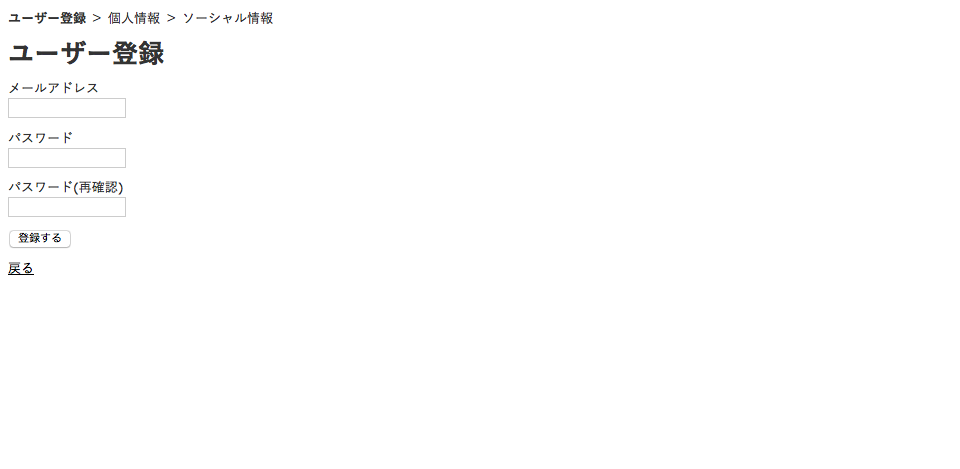 ユーザー登録 > 個人情報 > ソーシャル情報
ユーザー登録
メールアドレス
パスワード
パスワード(再確認)
登録する
戻る